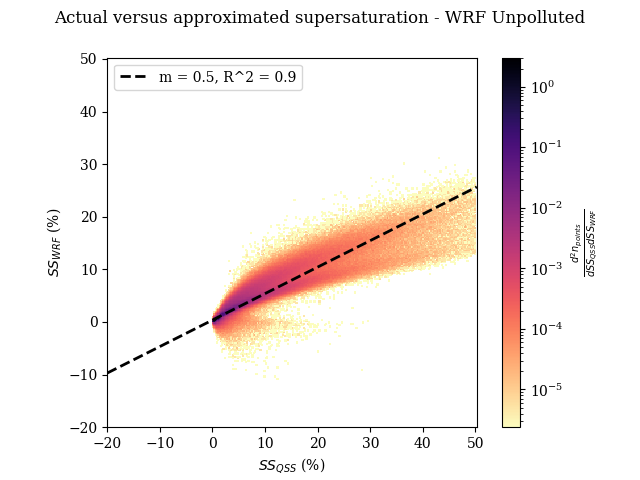 Actual versus approximated supersaturation - WRF Unpolluted
50
40
30
20
10
0
−10
−20
SS_WRF (%)
m = 0.5, R^2 = 0.9
−20 −10 0 10 20 30 40 50
SS_QSS (%)
10^0
10^−1
10^−2
10^−3
10^−4
10^−5
d²n_points
dSS_QSS dSS_WRF